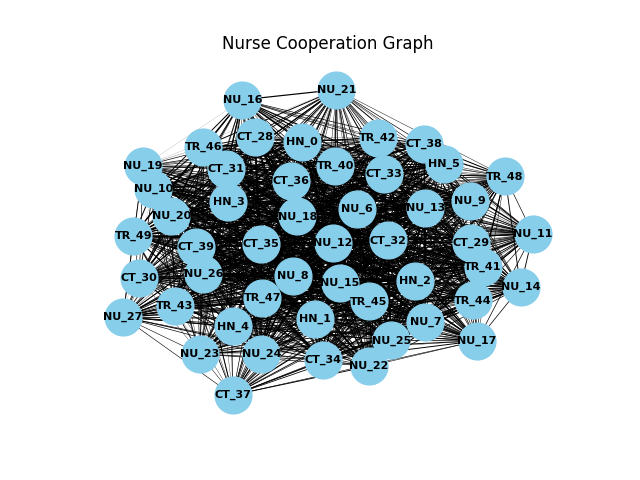 Nurse Cooperation Graph
NU_21
NU_16
CT_28
TR_42
HN_0
CT_38
TR_46
HN_5
NU_19
TR_40
CT_31
CT_33
TR_48
CT_36
NU_10
NU_9
HN_3
NU_13
NU_6
NU_20
NU_18
NU_11
TR_49
CT_32
NU_12
CT_29
CT_35
CT_39
TR_41
NU_26
NU_8
CT_30
HN_2
NU_15
NU_14
TR_47
TR_44
TR_45
TR_43
NU_27
HN_1
NU_7
HN_4
NU_25
NU_17
NU_23
NU_24
CT_34
NU_22
CT_37